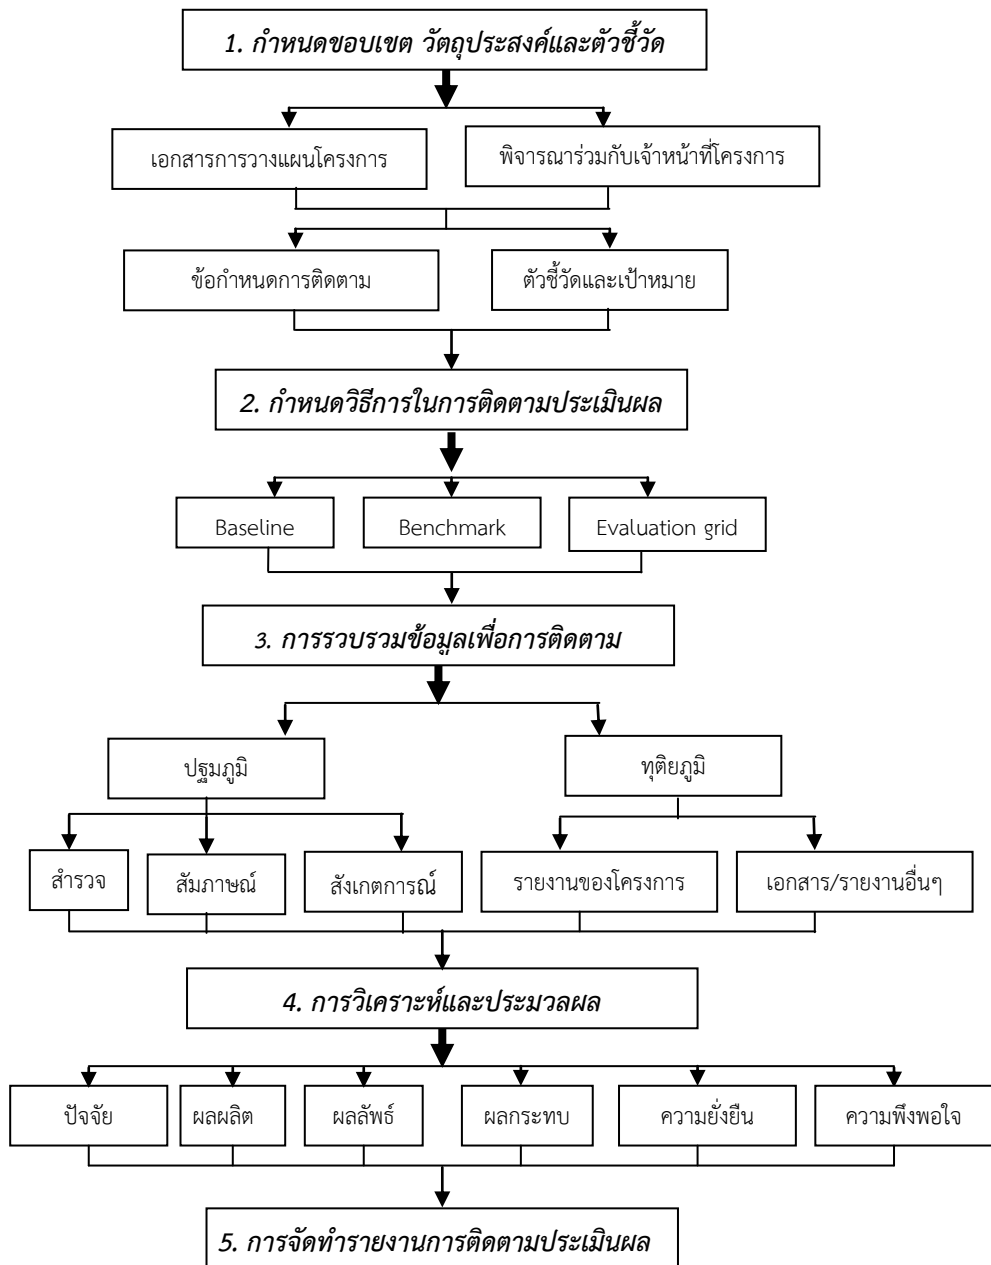 1. กำหนดขอบเขต วัตถุประสงค์และตัวชี้วัด
เอกสารการวางแผนโครงการ
พิจารณาร่วมกับเจ้าหน้าที่โครงการ
ข้อกำหนดการติดตาม
ตัวชี้วัดและเป้าหมาย
2. กำหนดวิธีการในการติดตามประเมินผล
Baseline
Benchmark
Evaluation grid
3. การรวบรวมข้อมูลเพื่อการติดตาม
ปฐมภูมิ
ทุติยภูมิ
สำรวจ
สัมภาษณ์
สังเกตการณ์
รายงานของโครงการ
เอกสาร/รายงานอื่นๆ
4. การวิเคราะห์และประมวลผล
ปัจจัย
ผลผลิต
ผลลัพธ์
ผลกระทบ
ความยั่งยืน
ความพึงพอใจ
5. การจัดทำรายงานการติดตามประเมินผล